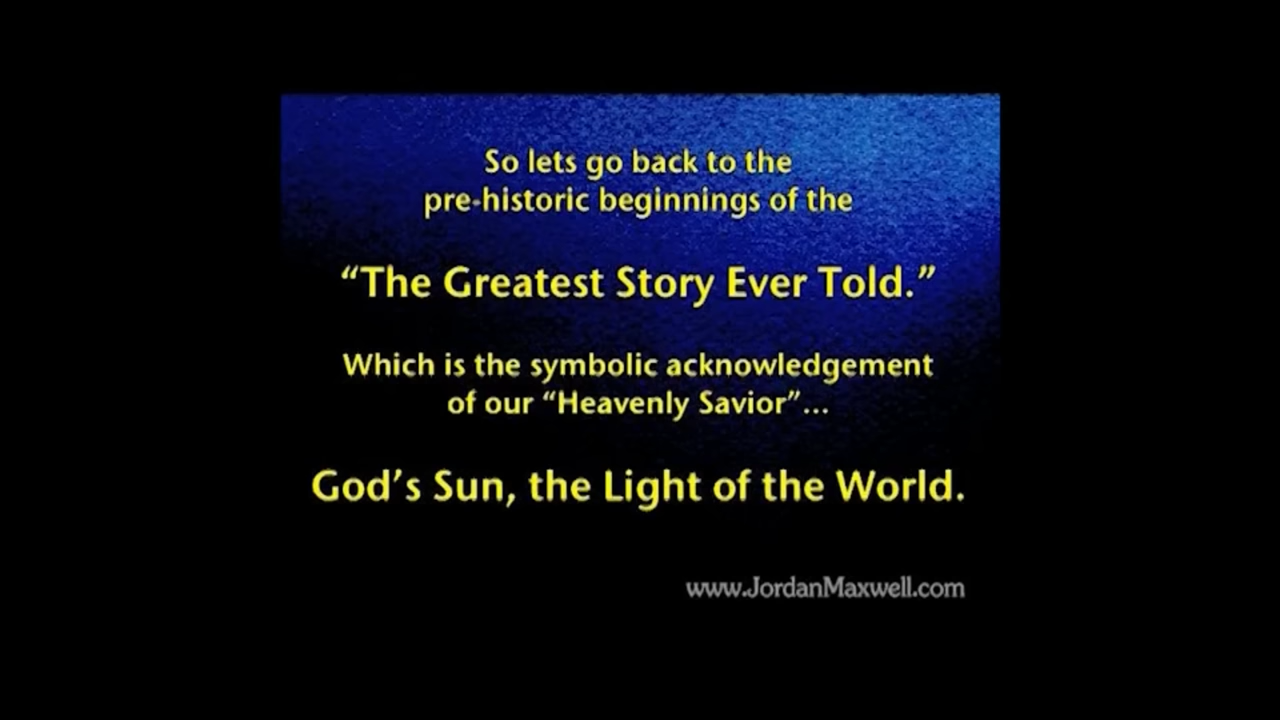 So lets go back to the
pre-historic beginnings of the
“The Greatest Story Ever Told.”
Which is the symbolic acknowledgement
of our “Heavenly Savior”...
God’s Sun, the Light of the World.
www.JordanMaxwell.com